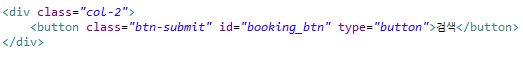 <div class="col-2">
<button class="btn-submit" id="booking_btn" type="button">검색</button>
</div>